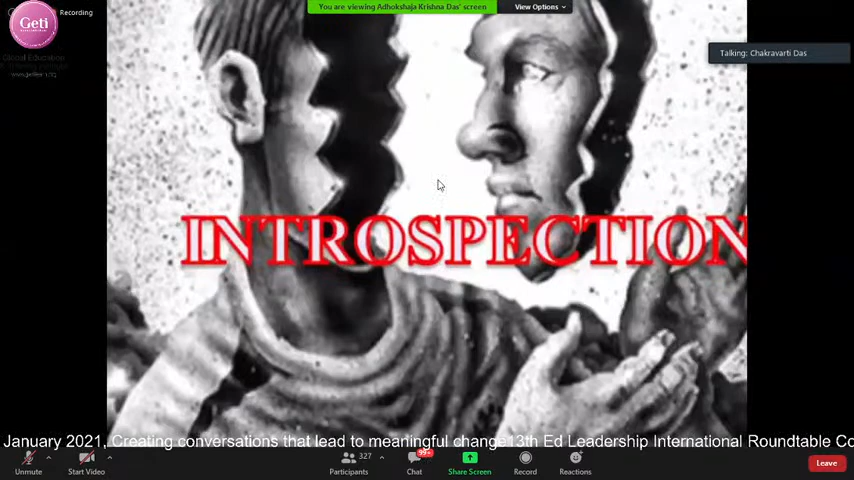 Geti
Recording
You are viewing Adhokshaja Krishna Das' screen
View Options
Talking: Chakravarti Das
INTROSPECTION
January 2021, Creating conversations that lead to meaningful change13th Ed Leadership International Roundtable Co
Unmute
Start Video
327
Participants
99+
Chat
Share Screen
Record
Reactions
Leave